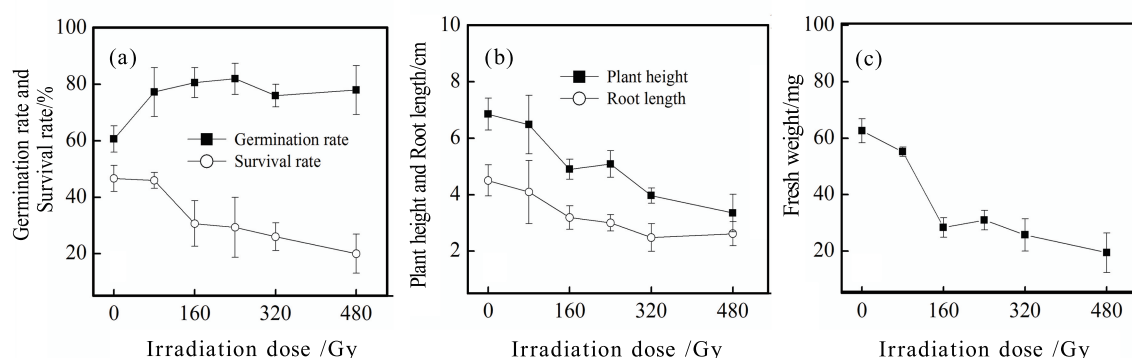 (a)
Germination rate and
Survival rate/%
100
80
60
40
20
Germination rate
Survival rate
0 160 320 480
Irradiation dose /Gy
(b)
Plant height and Root length/cm
10
8
6
4
2
Plant height
Root length
0 160 320 480
Irradiation dose /Gy
(c)
Fresh weight/mg
100
80
60
40
20
0 160 320 480
Irradiation dose /Gy